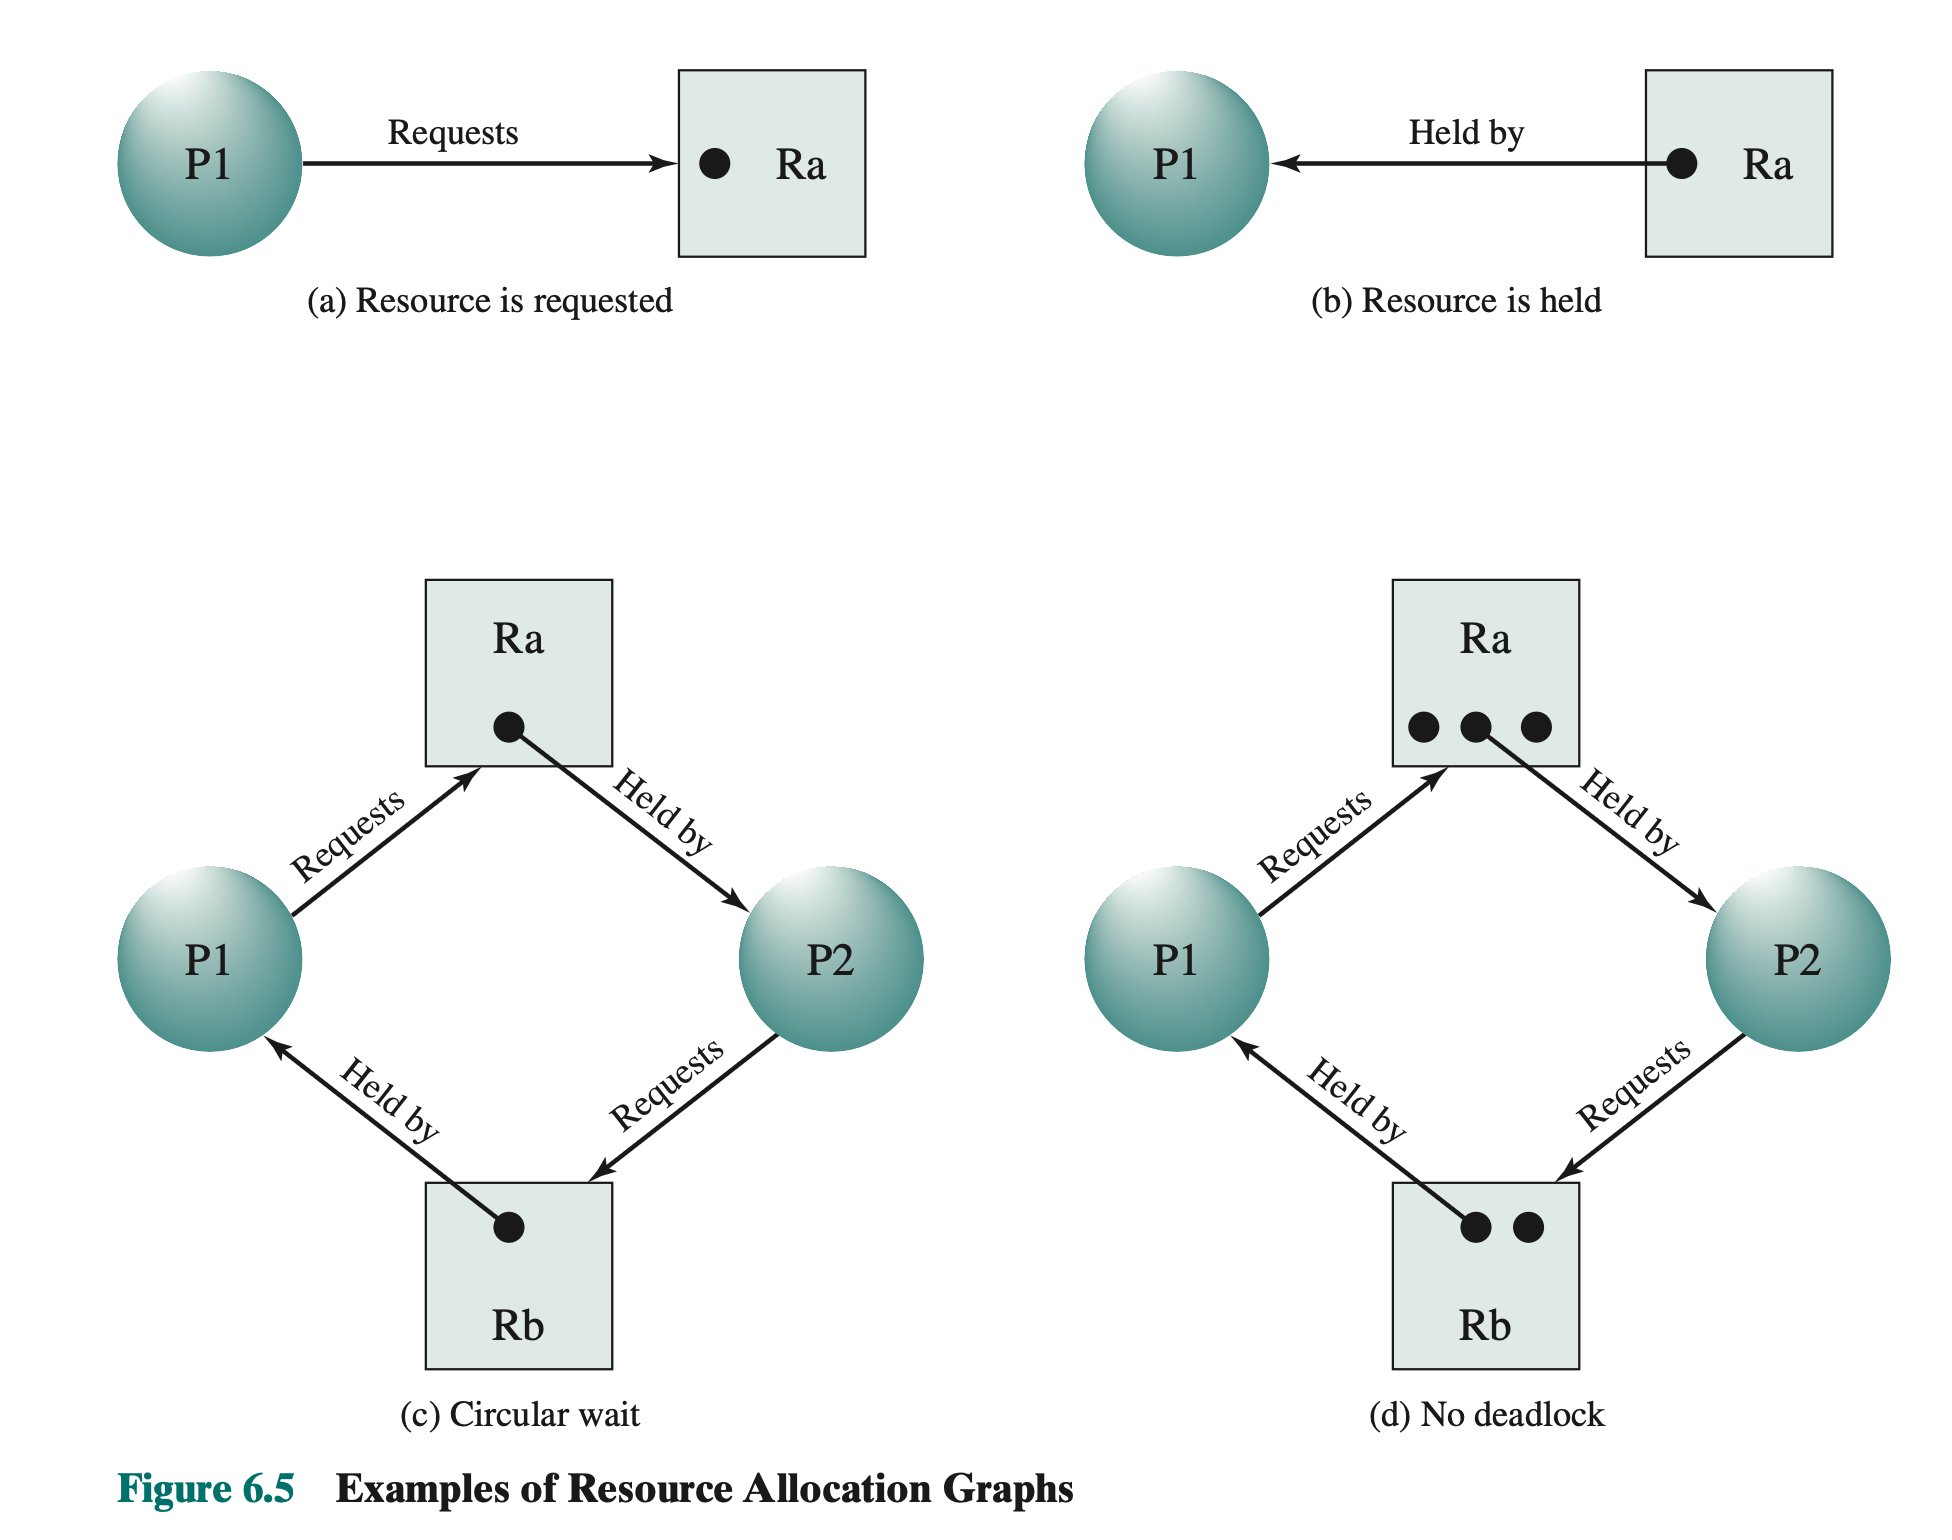 P1
Requests
Ra
(a) Resource is requested
P1
Held by
Ra
(b) Resource is held
Ra
Requests
Held by
P1
P2
Held by
Requests
Rb
(c) Circular wait
Ra
Requests
Held by
P1
P2
Held by
Requests
Rb
(d) No deadlock
Figure 6.5 Examples of Resource Allocation Graphs